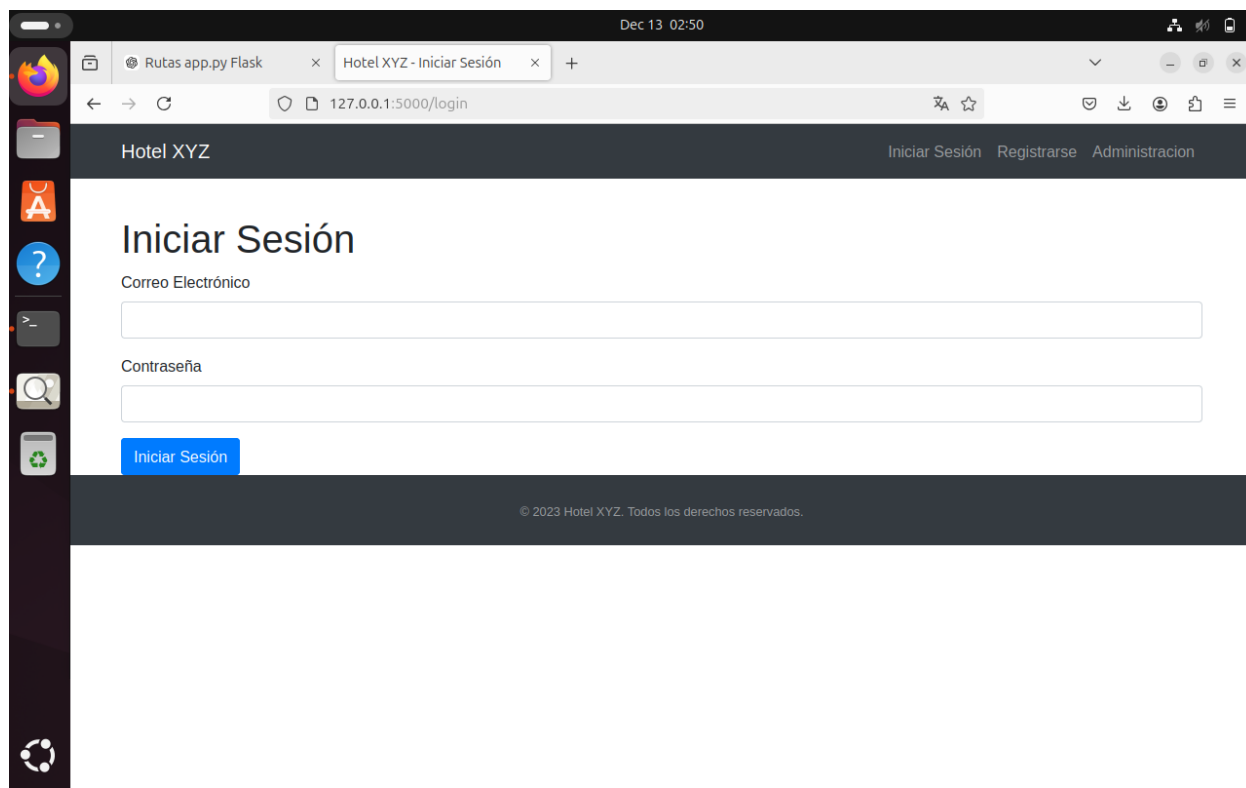 Dec 13 02:50
Rutas app.py Flask
Hotel XYZ - Iniciar Sesión
127.0.0.1:5000/login
Hotel XYZ
Iniciar Sesión Registrarse Administracion
Iniciar Sesión
Correo Electrónico
Contraseña
Iniciar Sesión
© 2023 Hotel XYZ. Todos los derechos reservados.